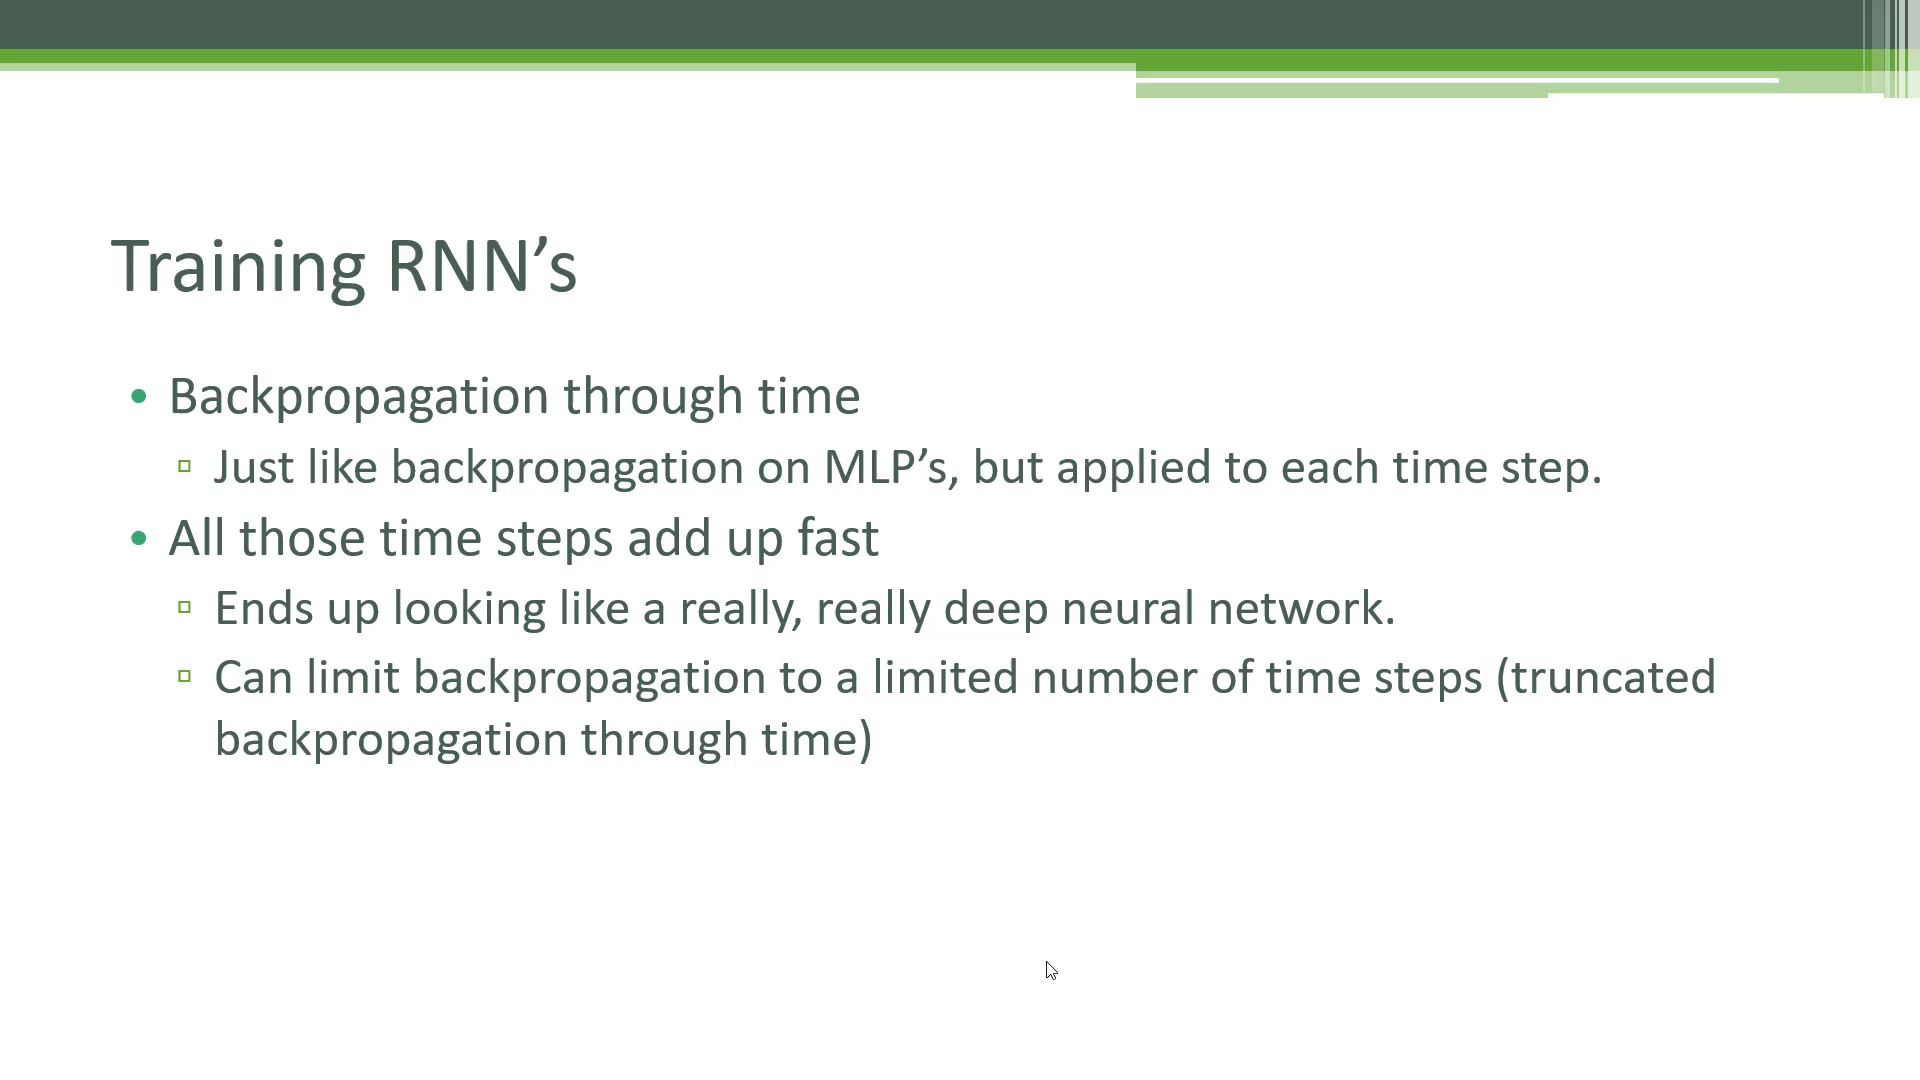 Training RNN’s
• Backpropagation through time
▫ Just like backpropagation on MLP’s, but applied to each time step.
• All those time steps add up fast
▫ Ends up looking like a really, really deep neural network.
▫ Can limit backpropagation to a limited number of time steps (truncated
backpropagation through time)